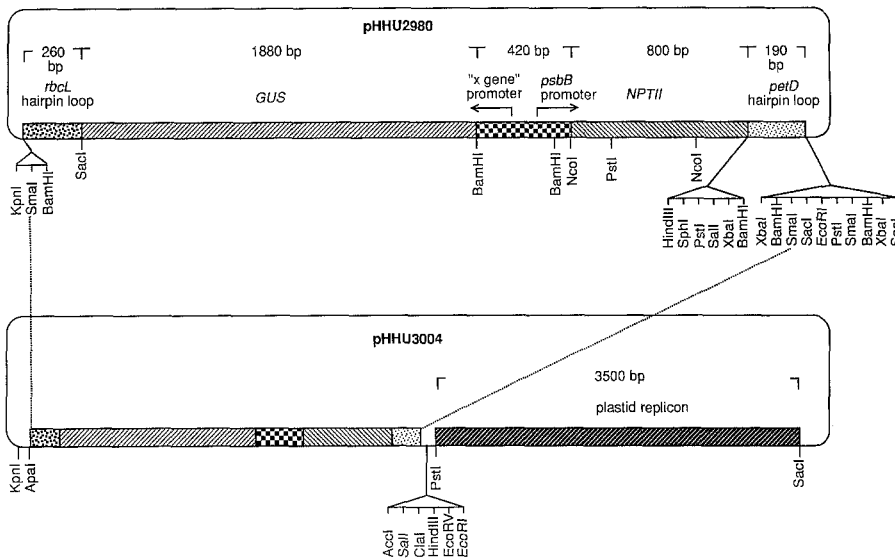 pHHU2980
260 bp
1880 bp
420 bp
800 bp
190 bp
rbcL hairpin loop
GUS
"x gene" promoter
psbB promoter
NPTII
petD hairpin loop
KpnI
SmaI
BamHI
SacI
BamHI
BamHI
NcoI
PstI
NcoI
HindIII
SphI
PstI
SalI
XbaI
BamHI
XbaI
BamHI
SmaI
SacI
EcoRI
PstI
SmaI
BamHI
XbaI
pHHU3004
3500 bp
plastid replicon
KpnI
ApaI
PstI
SacI
AccI
SalI
ClaI
HindIII
EcoRV
EcoRI